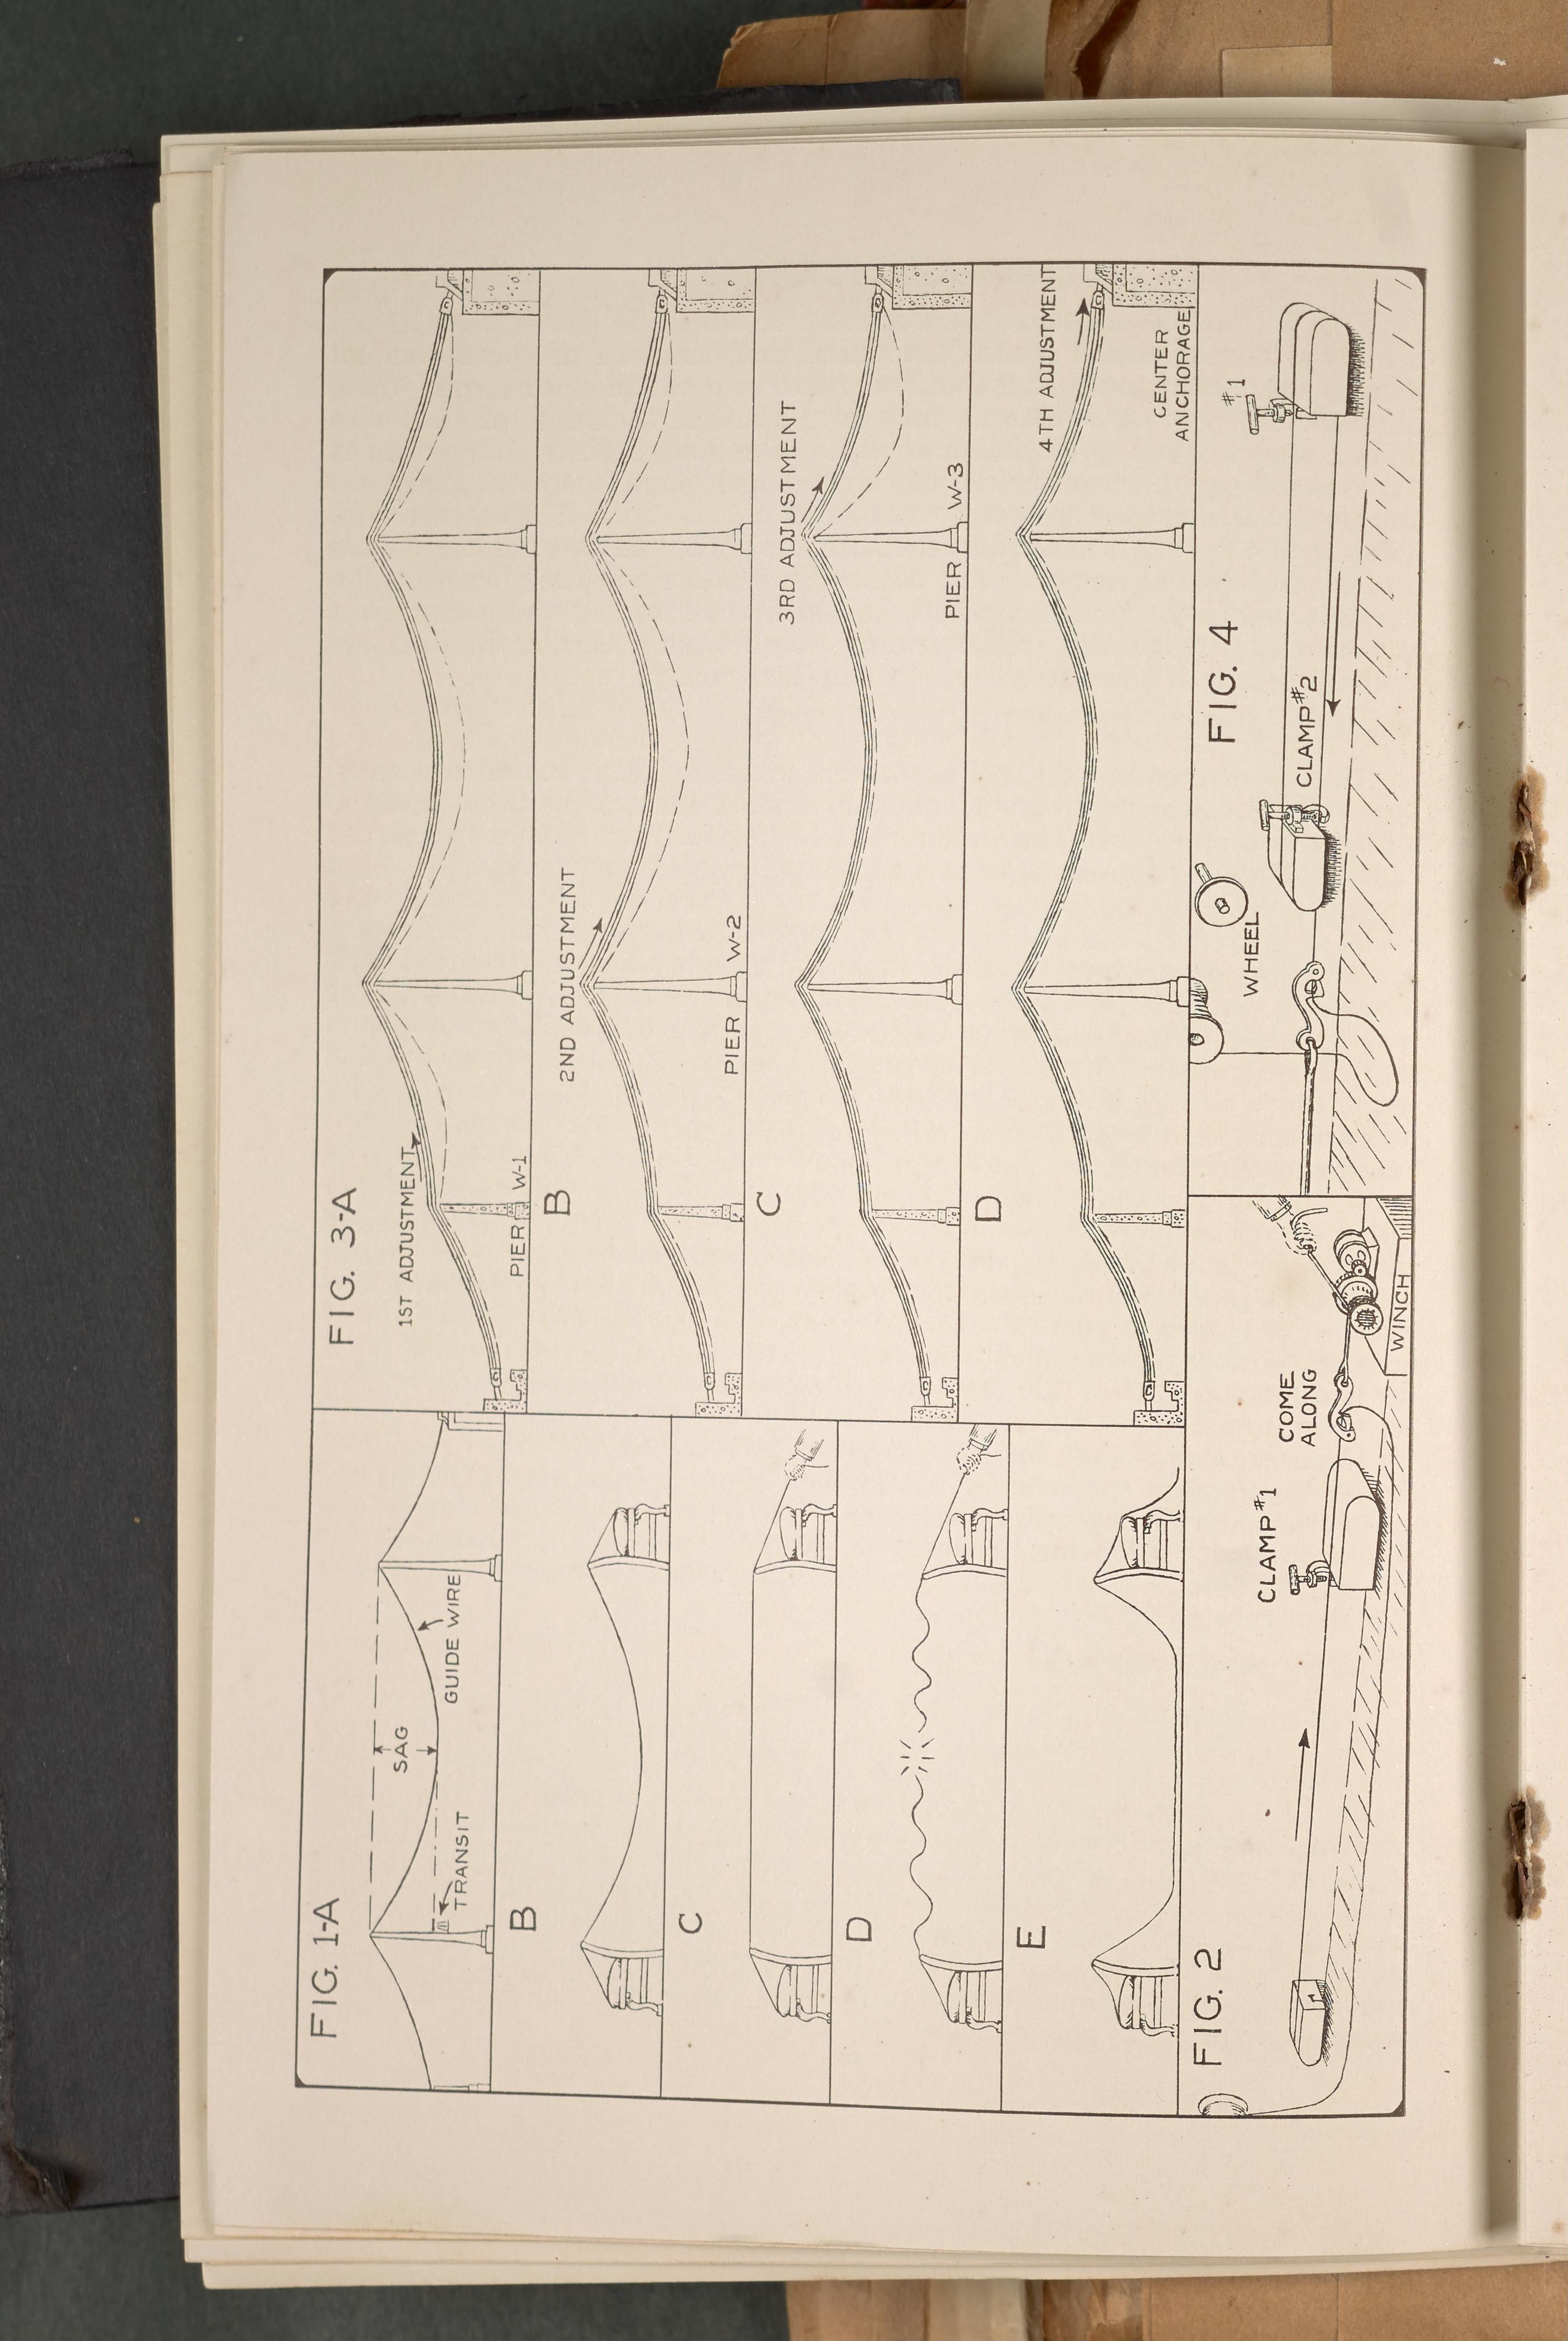 FIG. 1-A
SAG
TRANSIT
GUIDE WIRE
B
C
D
E
FIG. 2
CLAMP #1
COME
ALONG
WINCH
FIG. 3-A
1ST ADJUSTMENT
PIER W-1
B
2ND ADJUSTMENT
PIER W-2
C
3RD ADJUSTMENT
PIER W-3
D
4TH ADJUSTMENT
CENTER
ANCHORAGE
FIG. 4
WHEEL
CLAMP #2
#1